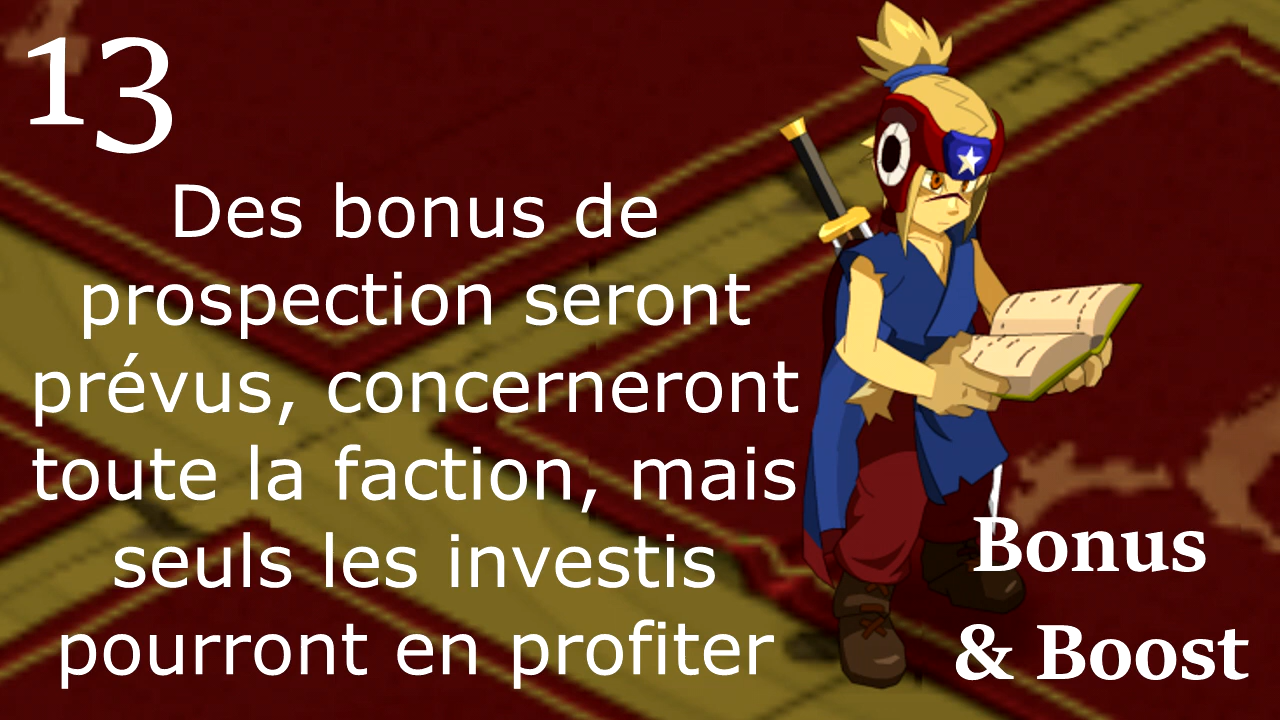 13
Des bonus de
prospection seront
prévus, concerneront
toute la faction, mais
seuls les investis
pourront en profiter
Bonus
& Boost